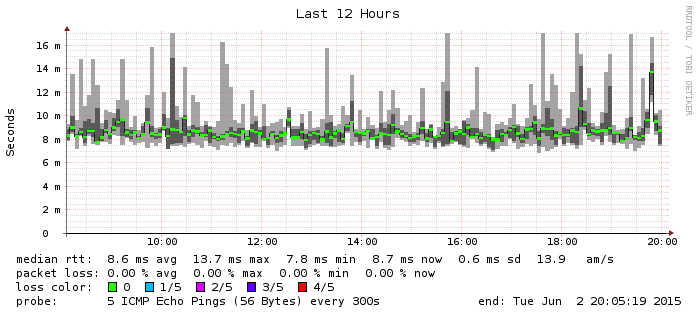 Last 12 Hours
RRDTOOL / TOBI OETIKER
Seconds
16 m
14 m
12 m
10 m
8 m
6 m
4 m
2 m
0
10:00 12:00 14:00 16:00 18:00 20:00
median rtt: 8.6 ms avg 13.7 ms max 7.8 ms min 8.7 ms now 0.6 ms sd 13.9 am/s
packet loss: 0.00 % avg 0.00 % max 0.00 % min 0.00 % now
loss color: 0 1/5 2/5 3/5 4/5
probe: 5 ICMP Echo Pings (56 Bytes) every 300s end: Tue Jun 2 20:05:19 2015